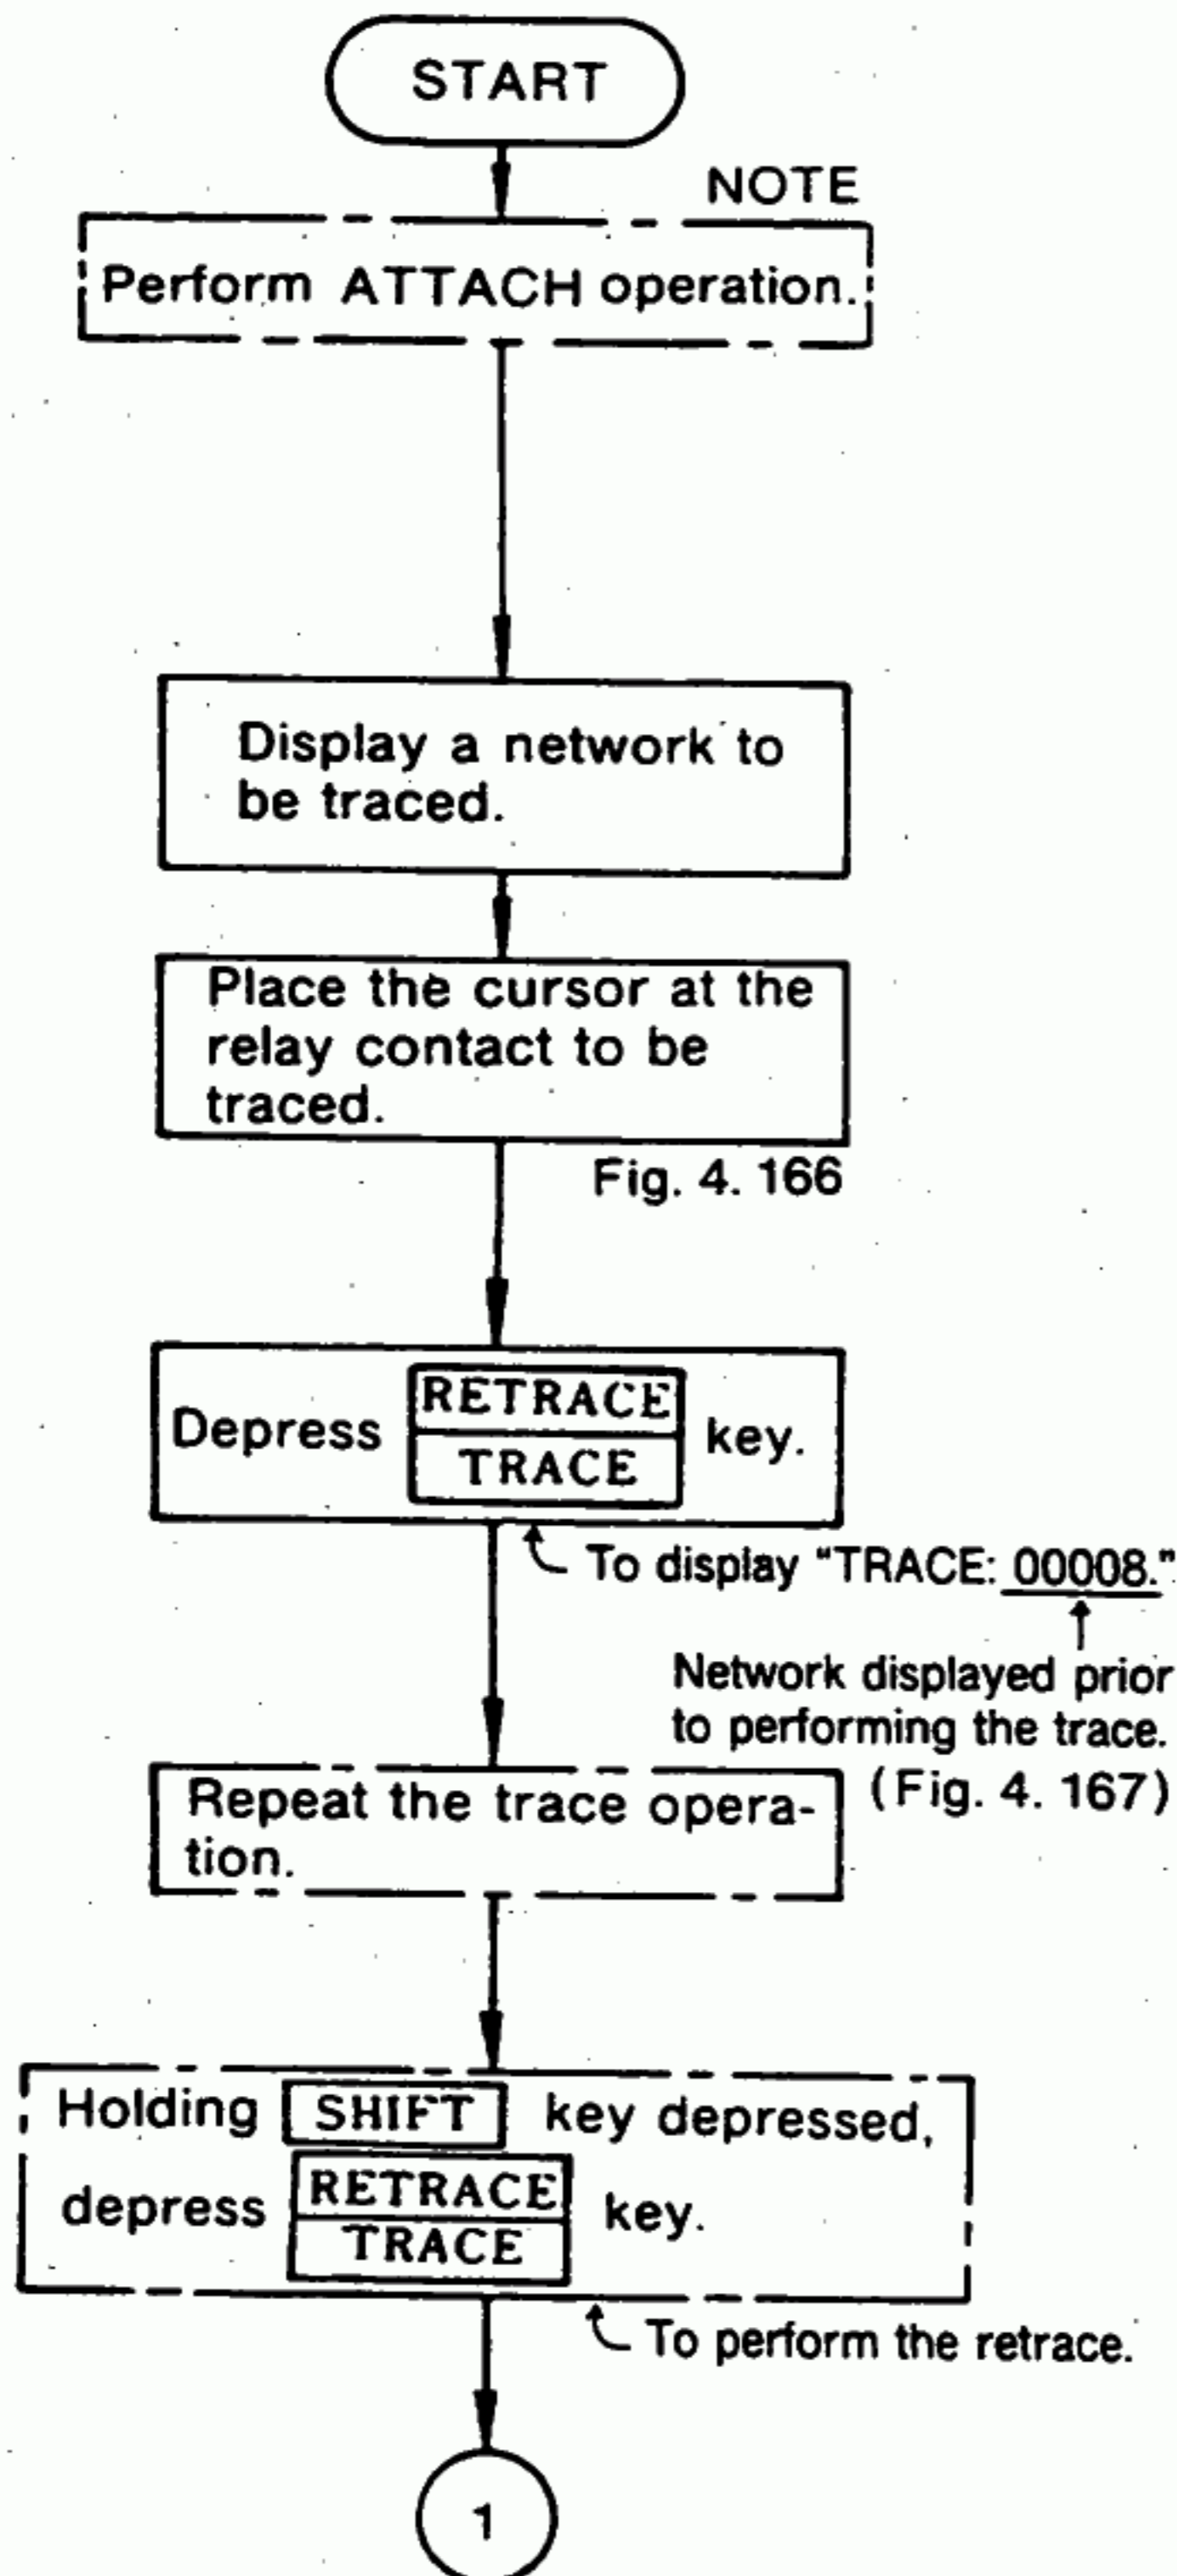 START
NOTE
Perform ATTACH operation.
Display a network to
be traced.
Place the cursor at the
relay contact to be
traced.
Fig. 4. 166
RETRACE
Depress key.
TRACE
To display "TRACE: 00008."
Network displayed prior
to performing the trace.
(Fig. 4. 167)
Repeat the trace opera-
tion.
Holding SHIFT key depressed,
RETRACE
depress key.
TRACE
To perform the retrace.
1